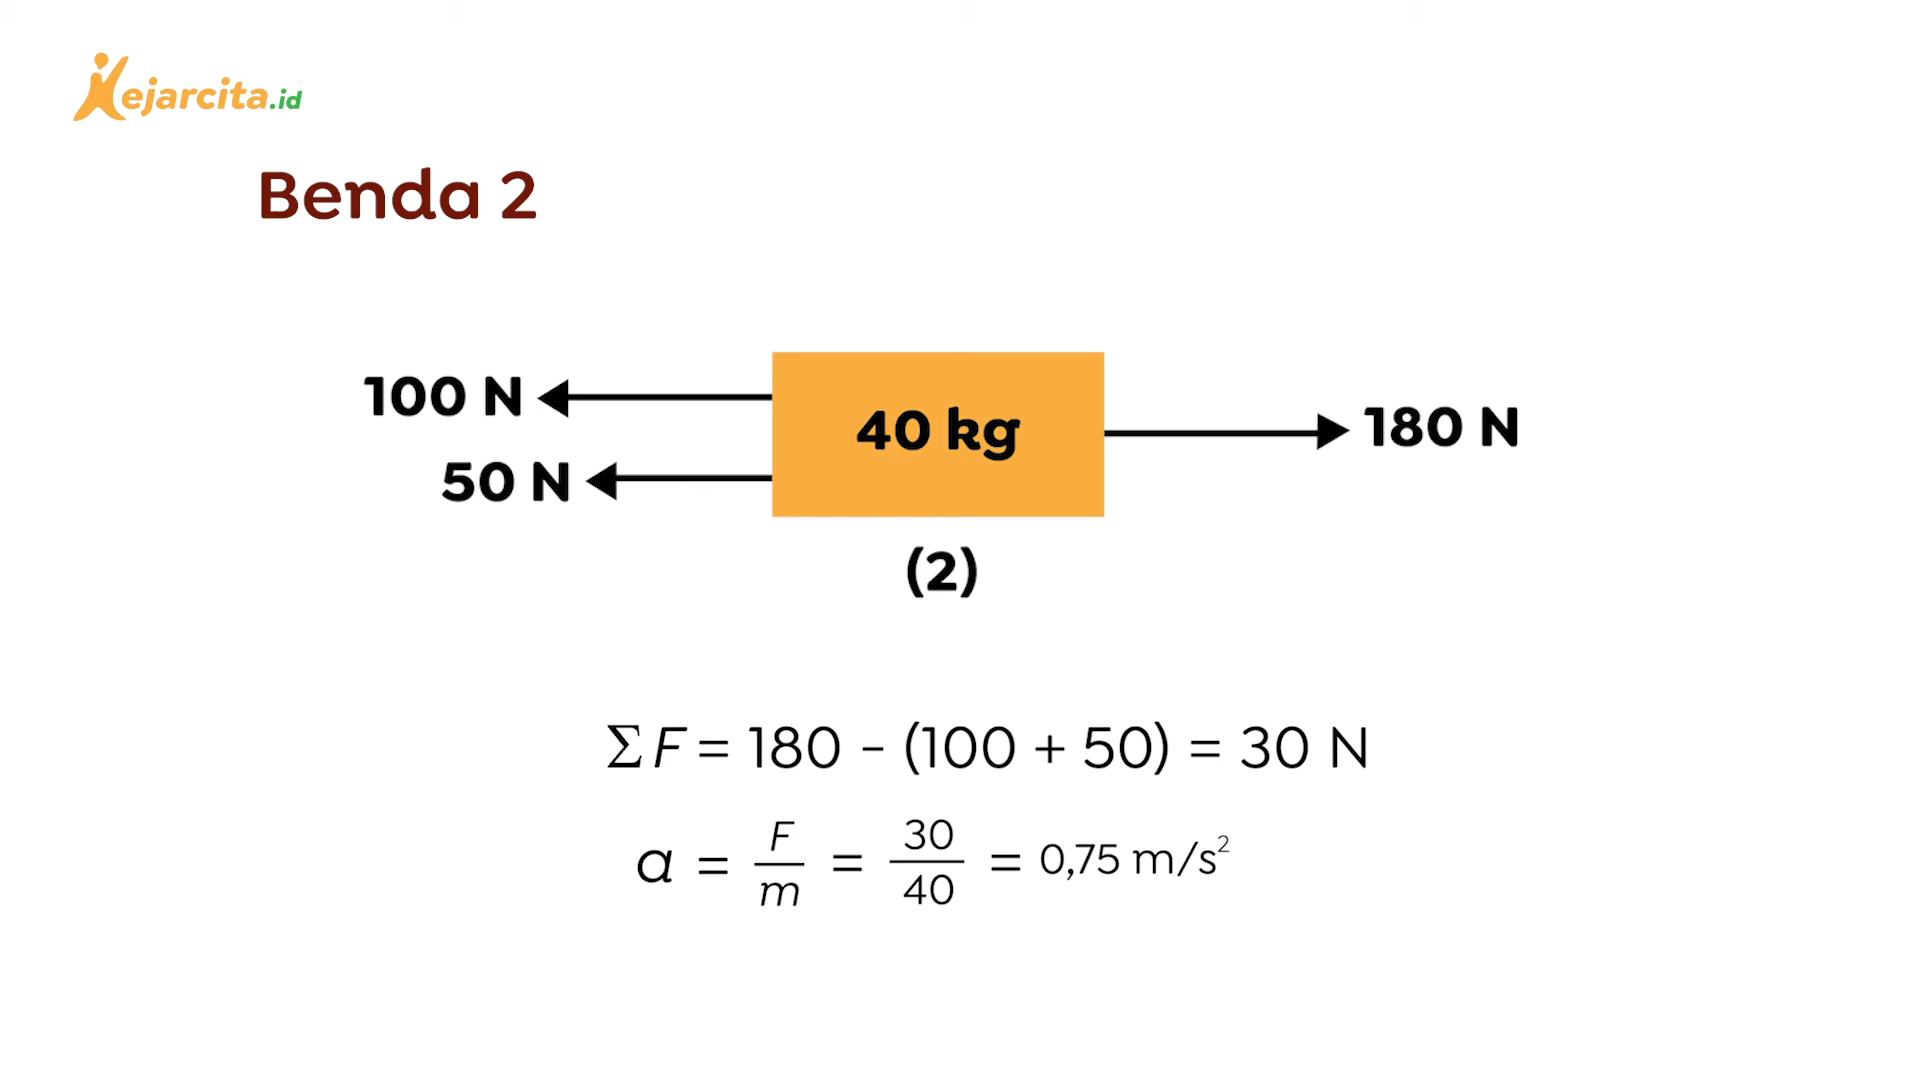 Kejarcita.id
Benda 2
100 N
50 N
40 kg
180 N
(2)
Σ F = 180 - (100 + 50) = 30 N
a = F/m = 30/40 = 0,75 m/s²